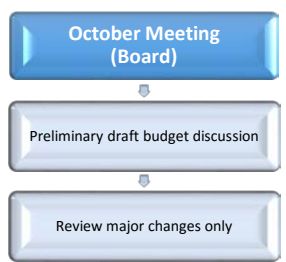 October Meeting
(Board)
Preliminary draft budget discussion
Review major changes only